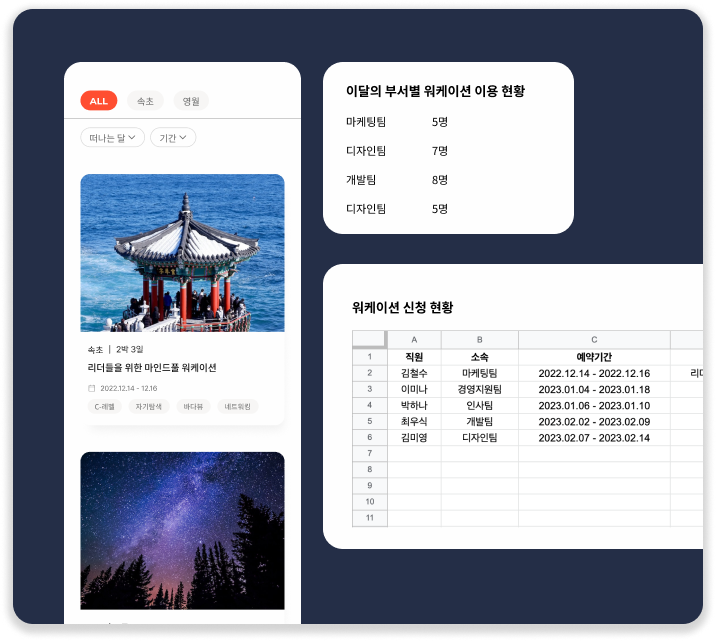 ALL 속초 영월
떠나는 달 기간
속초 | 2박 3일
리더들을 위한 마인드풀 워케이션
2022.12.14 - 12.16
C-레벨 자기탐색 바다뷰 네트워킹
이달의 부서별 워케이션 이용 현황
마케팅팀 5명
디자인팀 7명
개발팀 8명
디자인팀 5명
워케이션 신청 현황
A B C
1 직원 소속 예약기간
2 김철수 마케팅팀 2022.12.14 - 2022.12.16 리더
3 이미나 경영지원팀 2023.01.04 - 2023.01.18
4 박하나 인사팀 2023.01.06 - 2023.01.10
5 최우식 개발팀 2023.02.02 - 2023.02.09
6 김미영 디자인팀 2023.02.07 - 2023.02.14
7
8
9
10
11